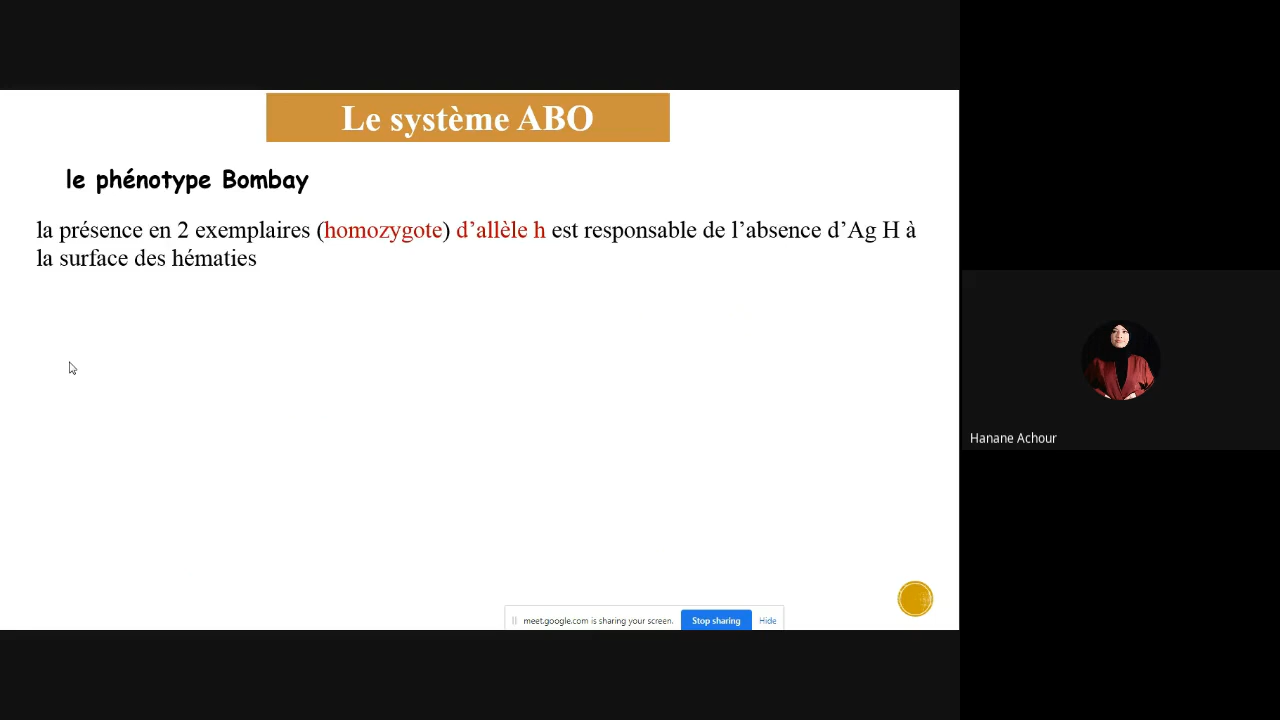 Le système ABO
le phénotype Bombay
la présence en 2 exemplaires (homozygote) d’allèle h est responsable de l’absence d’Ag H à
la surface des hématies
Hanane Achour
meet.google.com is sharing your screen. Stop sharing Hide